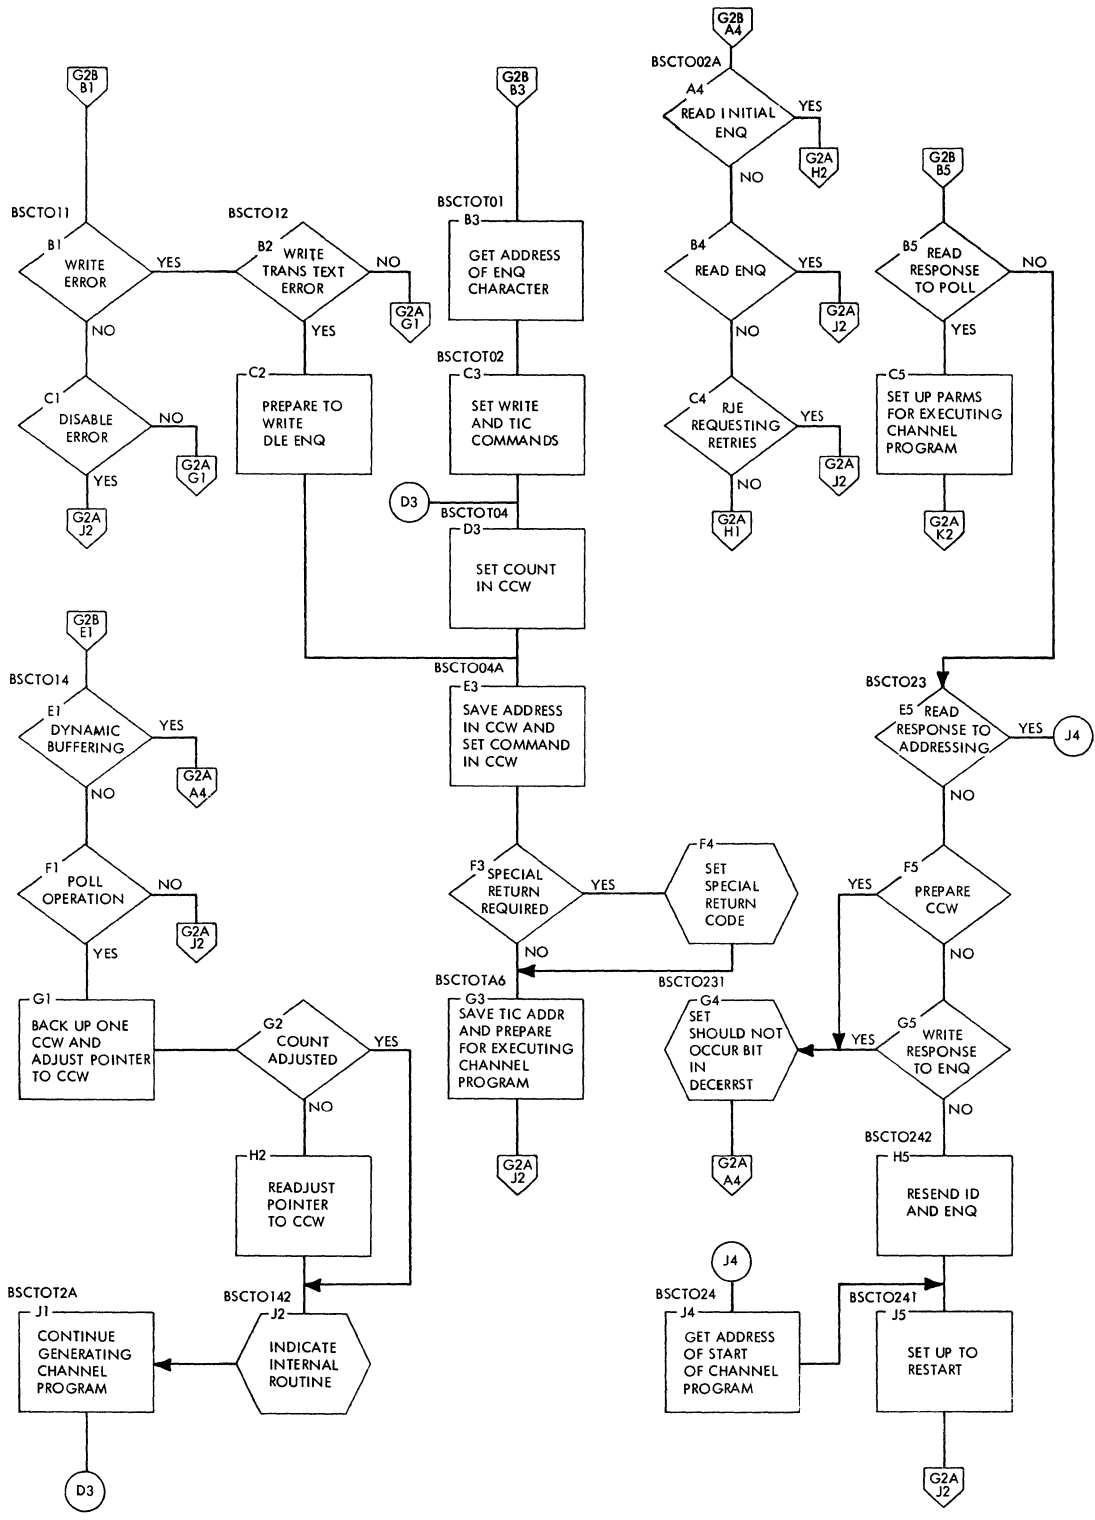 G2B
A4
BSCTO02A
A4
READ INITIAL
ENQ
YES
G2A
H2
NO
G2B
B1
G2B
B3
G2B
B5
BSCTO11
B1
WRITE
ERROR
YES
NO
BSCTO12
B2
WRITE
TRANS TEXT
ERROR
NO
G2A
G1
YES
BSCTOT01
B3
GET ADDRESS
OF ENQ
CHARACTER
B4
READ ENQ
YES
G2A
J2
NO
B5
READ
RESPONSE
TO POLL
NO
YES
C1
DISABLE
ERROR
NO
G2A
G1
YES
G2A
J2
C2
PREPARE TO
WRITE
DLE ENQ
BSCTOT02
C3
SET WRITE
AND TIC
COMMANDS
C4
RJE
REQUESTING
RETRIES
YES
G2A
J2
NO
G2A
H1
C5
SET UP PARMS
FOR EXECUTING
CHANNEL
PROGRAM
G2A
K2
D3
BSCTOT04
D3
SET COUNT
IN CCW
G2B
E1
BSCTO14
E1
DYNAMIC
BUFFERING
YES
G2A
A4
NO
BSCTO04A
E3
SAVE ADDRESS
IN CCW AND
SET COMMAND
IN CCW
BSCTO23
E5
READ
RESPONSE TO
ADDRESSING
YES
J4
NO
F1
POLL
OPERATION
NO
G2A
J2
YES
F3
SPECIAL
RETURN
REQUIRED
YES
NO
F4
SET
SPECIAL
RETURN
CODE
F5
PREPARE
CCW
YES
NO
G1
BACK UP ONE
CCW AND
ADJUST POINTER
TO CCW
G2
COUNT
ADJUSTED
YES
NO
BSCTOTA6
G3
SAVE TIC ADDR
AND PREPARE
FOR EXECUTING
CHANNEL
PROGRAM
G2A
J2
BSCTO231
G4
SET
SHOULD NOT
OCCUR BIT
IN
DECERRST
G2A
A4
G5
WRITE
RESPONSE
TO ENQ
YES
NO
H2
READJUST
POINTER
TO CCW
BSCTO242
H5
RESEND ID
AND ENQ
BSCTOT2A
J1
CONTINUE
GENERATING
CHANNEL
PROGRAM
D3
BSCTO142
J2
INDICATE
INTERNAL
ROUTINE
J4
BSCTO24
J4
GET ADDRESS
OF START
OF CHANNEL
PROGRAM
BSCTO241
J5
SET UP TO
RESTART
G2A
J2